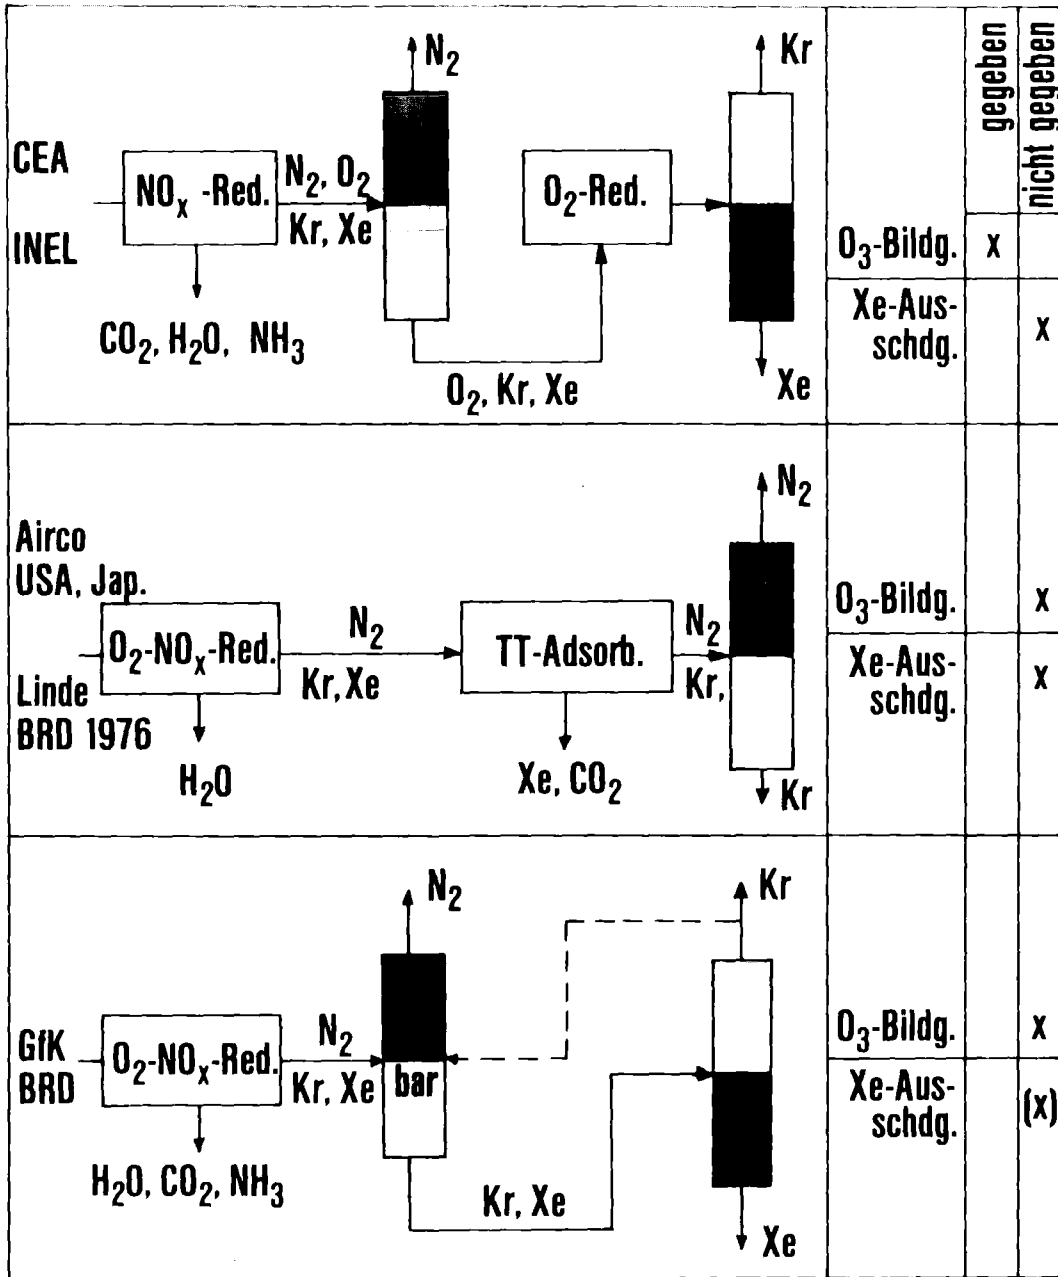 gegeben
nicht gegeben
CEA
INEL
NOₓ -Red.
N₂, O₂
Kr, Xe
N₂
CO₂, H₂O, NH₃
O₂, Kr, Xe
O₂-Red.
Kr
Xe
O₃-Bildg. x
Xe-Aus-
schdg. x
Airco
USA, Jap.
Linde
BRD 1976
O₂-NOₓ-Red.
N₂
Kr, Xe
H₂O
TT-Adsorb.
Xe, CO₂
N₂
Kr,
N₂
Kr
O₃-Bildg. x
Xe-Aus-
schdg. x
GfK
BRD
O₂-NOₓ-Red.
N₂
Kr, Xe
H₂O, CO₂, NH₃
N₂
bar
Kr, Xe
Kr
Xe
O₃-Bildg. x
Xe-Aus-
schdg. (x)